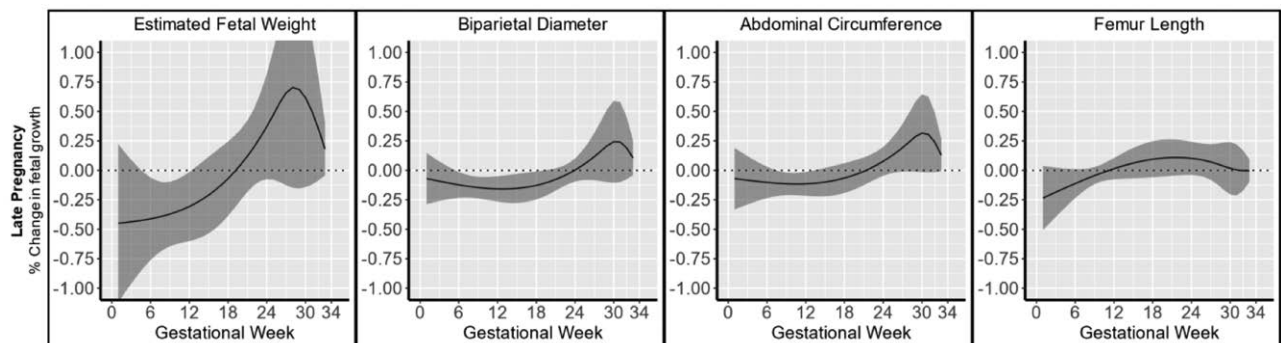 Estimated Fetal Weight
Biparietal Diameter
Abdominal Circumference
Femur Length
Late Pregnancy
% Change in fetal growth
1.00
0.75
0.50
0.25
0.00
-0.25
-0.50
-0.75
-1.00
0 6 12 18 24 30 34
Gestational Week
1.00
0.75
0.50
0.25
0.00
-0.25
-0.50
-0.75
-1.00
0 6 12 18 24 30 34
Gestational Week
1.00
0.75
0.50
0.25
0.00
-0.25
-0.50
-0.75
-1.00
0 6 12 18 24 30 34
Gestational Week
1.00
0.75
0.50
0.25
0.00
-0.25
-0.50
-0.75
-1.00
0 6 12 18 24 30 34
Gestational Week